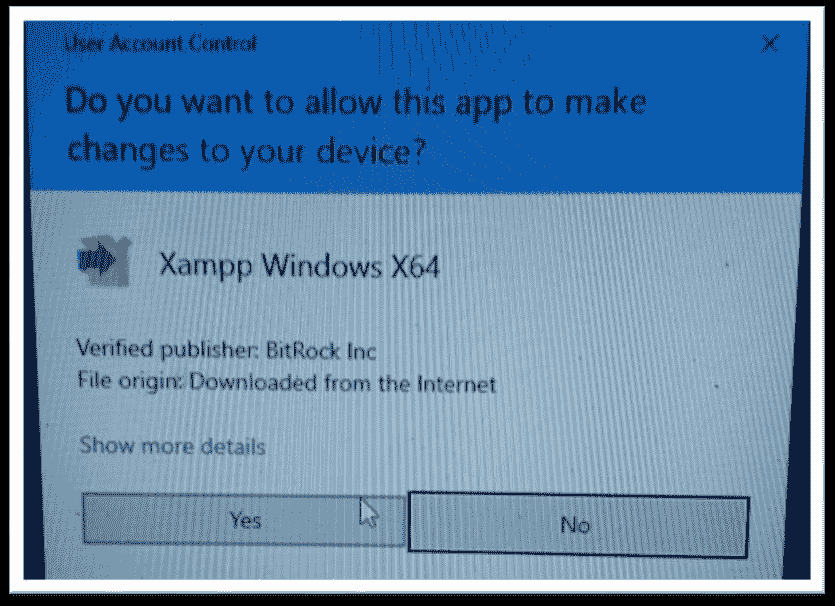 User Account Control
Do you want to allow this app to make
changes to your device?
Xampp Windows X64
Verified publisher: BitRock Inc
File origin: Downloaded from the Internet
Show more details
Yes
No